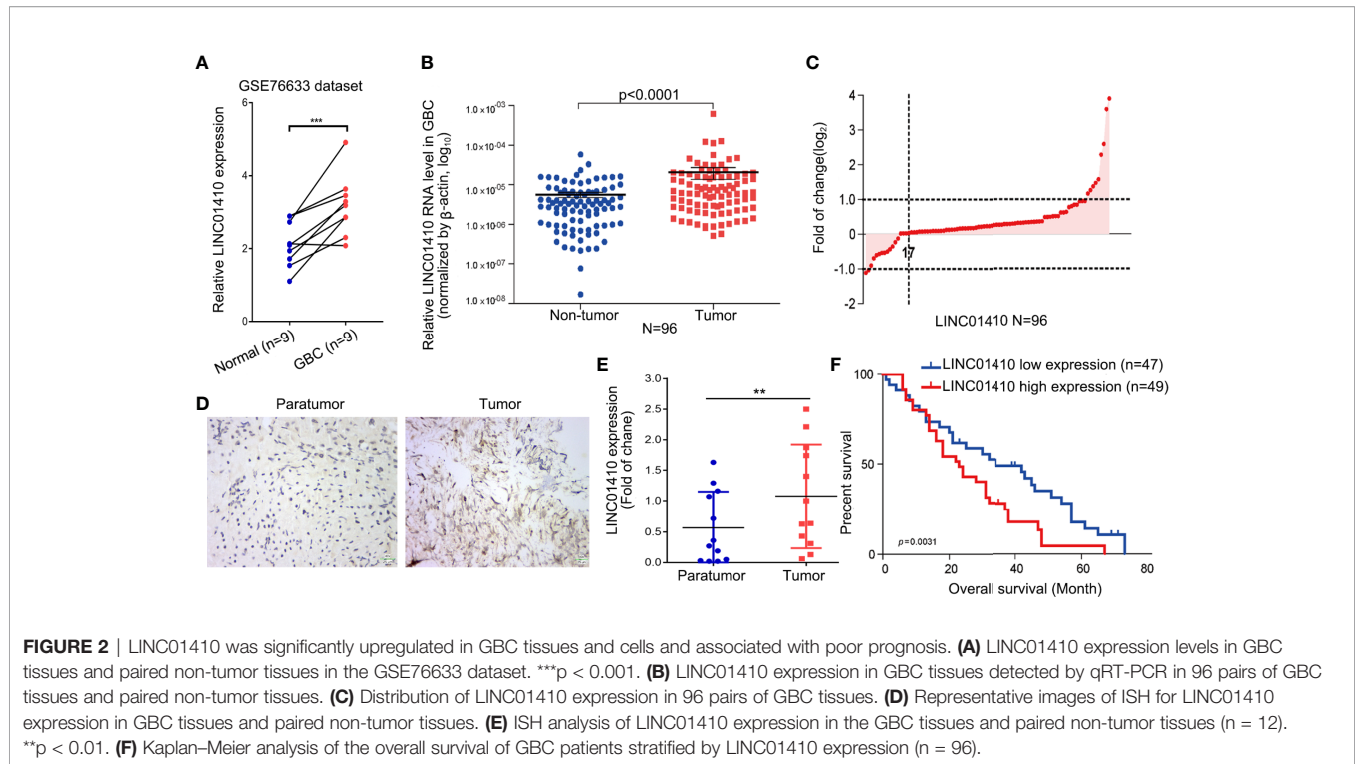 A
GSE76633 dataset
Relative LINC01410 expression
6
4
2
0
***
Normal (n=9)
GBC (n=9)
B
Relative LINC01410 RNA level in GBC
(normalized by β-actin, log10)
p<0.0001
1.0×10-03
1.0×10-04
1.0×10-05
1.0×10-06
1.0×10-07
1.0×10-08
Non-tumor
Tumor
N=96
C
Fold of change(log2)
4
2
1.0
0
-1.0
-2
17
LINC01410 N=96
D
Paratumor
Tumor
E
LINC01410 expression
(Fold of chane)
3.0
2.5
2.0
1.5
1.0
0.5
0.0
**
Paratumor
Tumor
F
LINC01410 low expression (n=47)
LINC01410 high expression (n=49)
Precent survival
100
50
0
p=0.0031
0
20
40
60
80
Overall survival (Month)
FIGURE 2 | LINC01410 was significantly upregulated in GBC tissues and cells and associated with poor prognosis. (A) LINC01410 expression levels in GBC
tissues and paired non-tumor tissues in the GSE76633 dataset. ***p < 0.001. (B) LINC01410 expression in GBC tissues detected by qRT-PCR in 96 pairs of GBC
tissues and paired non-tumor tissues. (C) Distribution of LINC01410 expression in 96 pairs of GBC tissues. (D) Representative images of ISH for LINC01410
expression in GBC tissues and paired non-tumor tissues. (E) ISH analysis of LINC01410 expression in the GBC tissues and paired non-tumor tissues (n = 12).
**p < 0.01. (F) Kaplan–Meier analysis of the overall survival of GBC patients stratified by LINC01410 expression (n = 96).